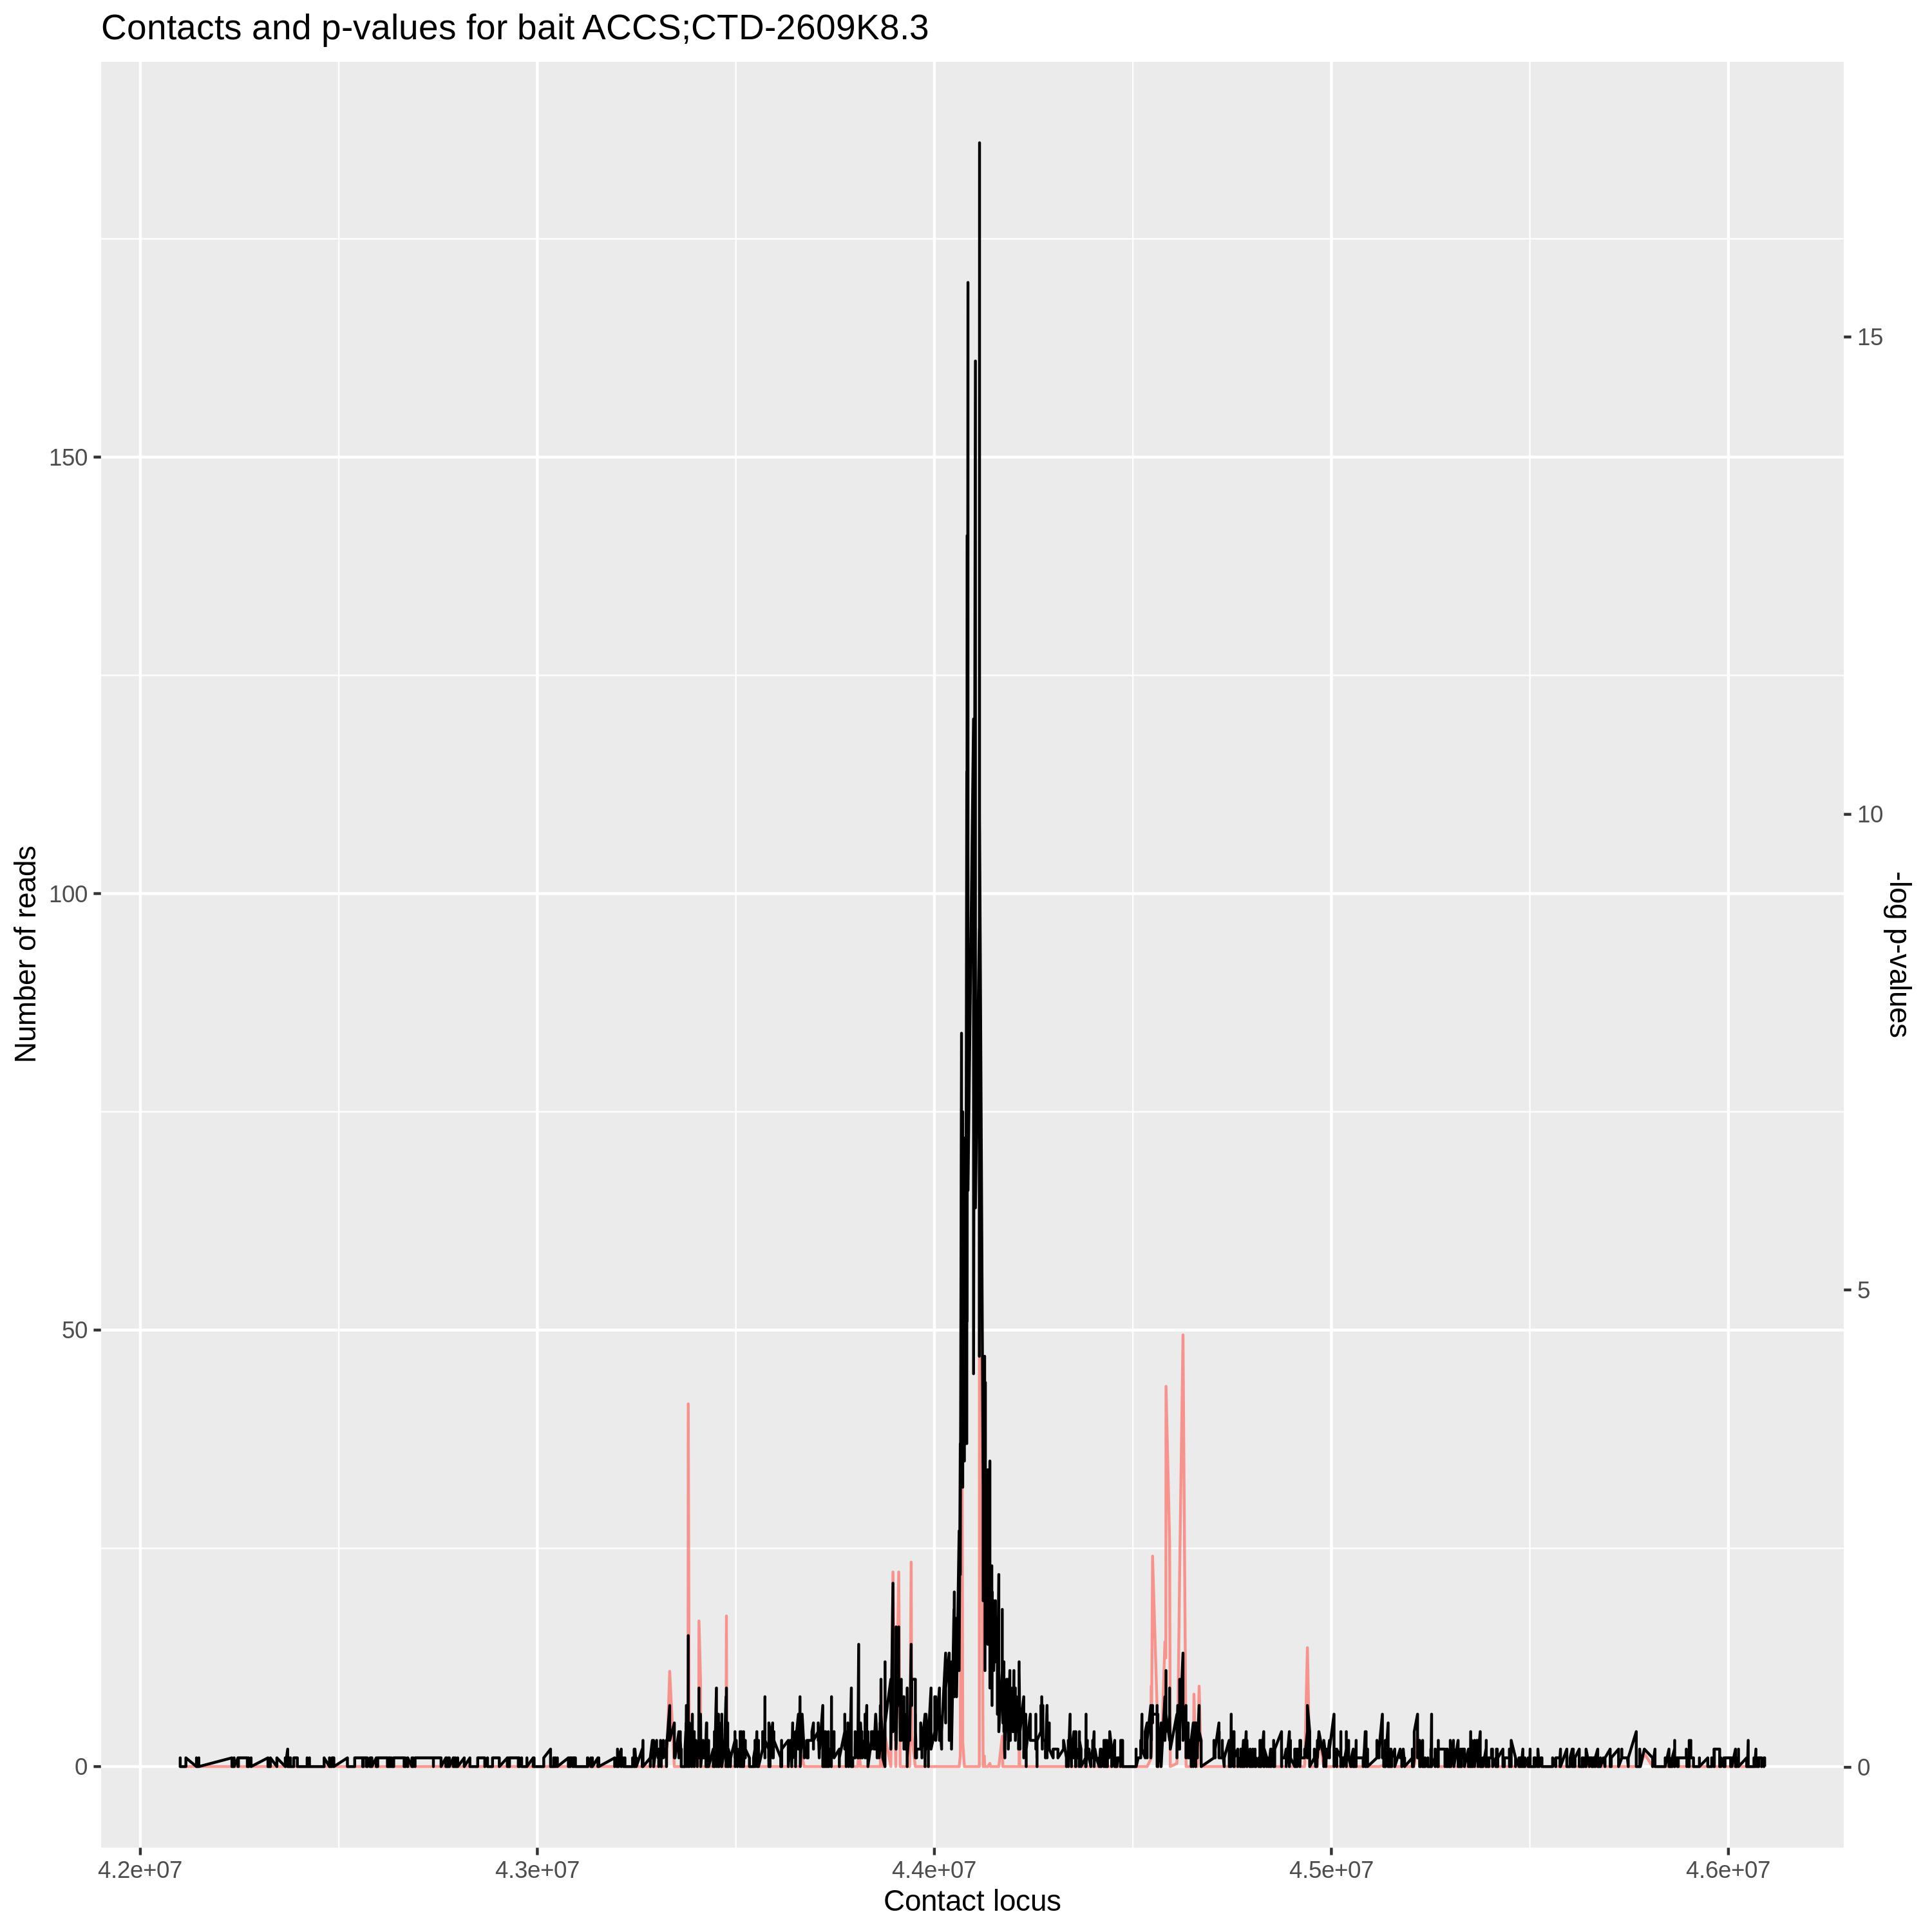 Contacts and p-values for bait ACCS;CTD-2609K8.3
Number of reads
150
100
50
0
15
10
5
0
-log p-values
4.2e+07 4.3e+07 4.4e+07 4.5e+07 4.6e+07
Contact locus